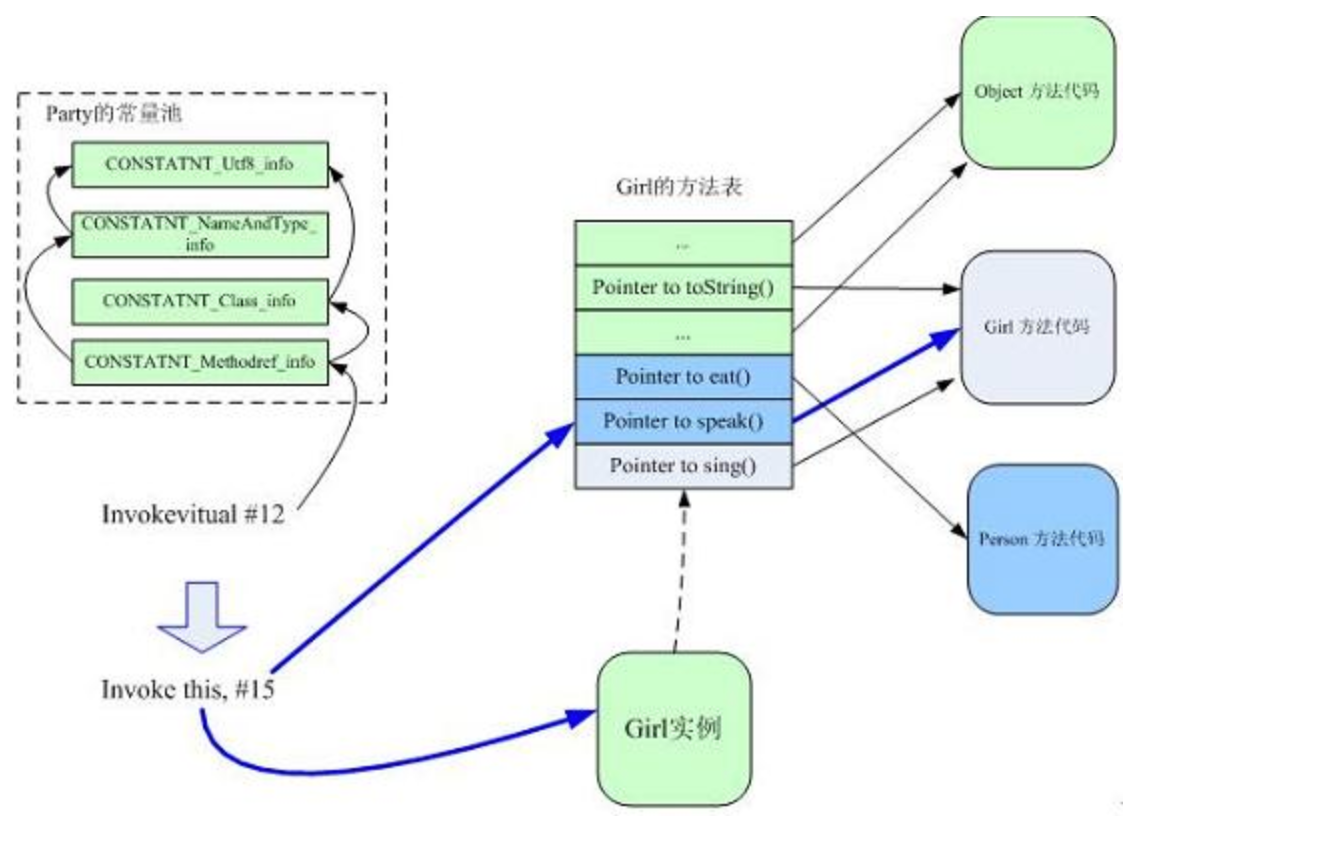 Party的常量池
CONSTATNT_Utf8_info
CONSTATNT_NameAndType_
info
CONSTATNT_Class_info
CONSTATNT_Methodref_info
Invokevitual #12
Invoke this, #15
Girl的方法表
...
Pointer to toString()
...
Pointer to eat()
Pointer to speak()
Pointer to sing()
Girl实例
Object 方法代码
Girl 方法代码
Person 方法代码